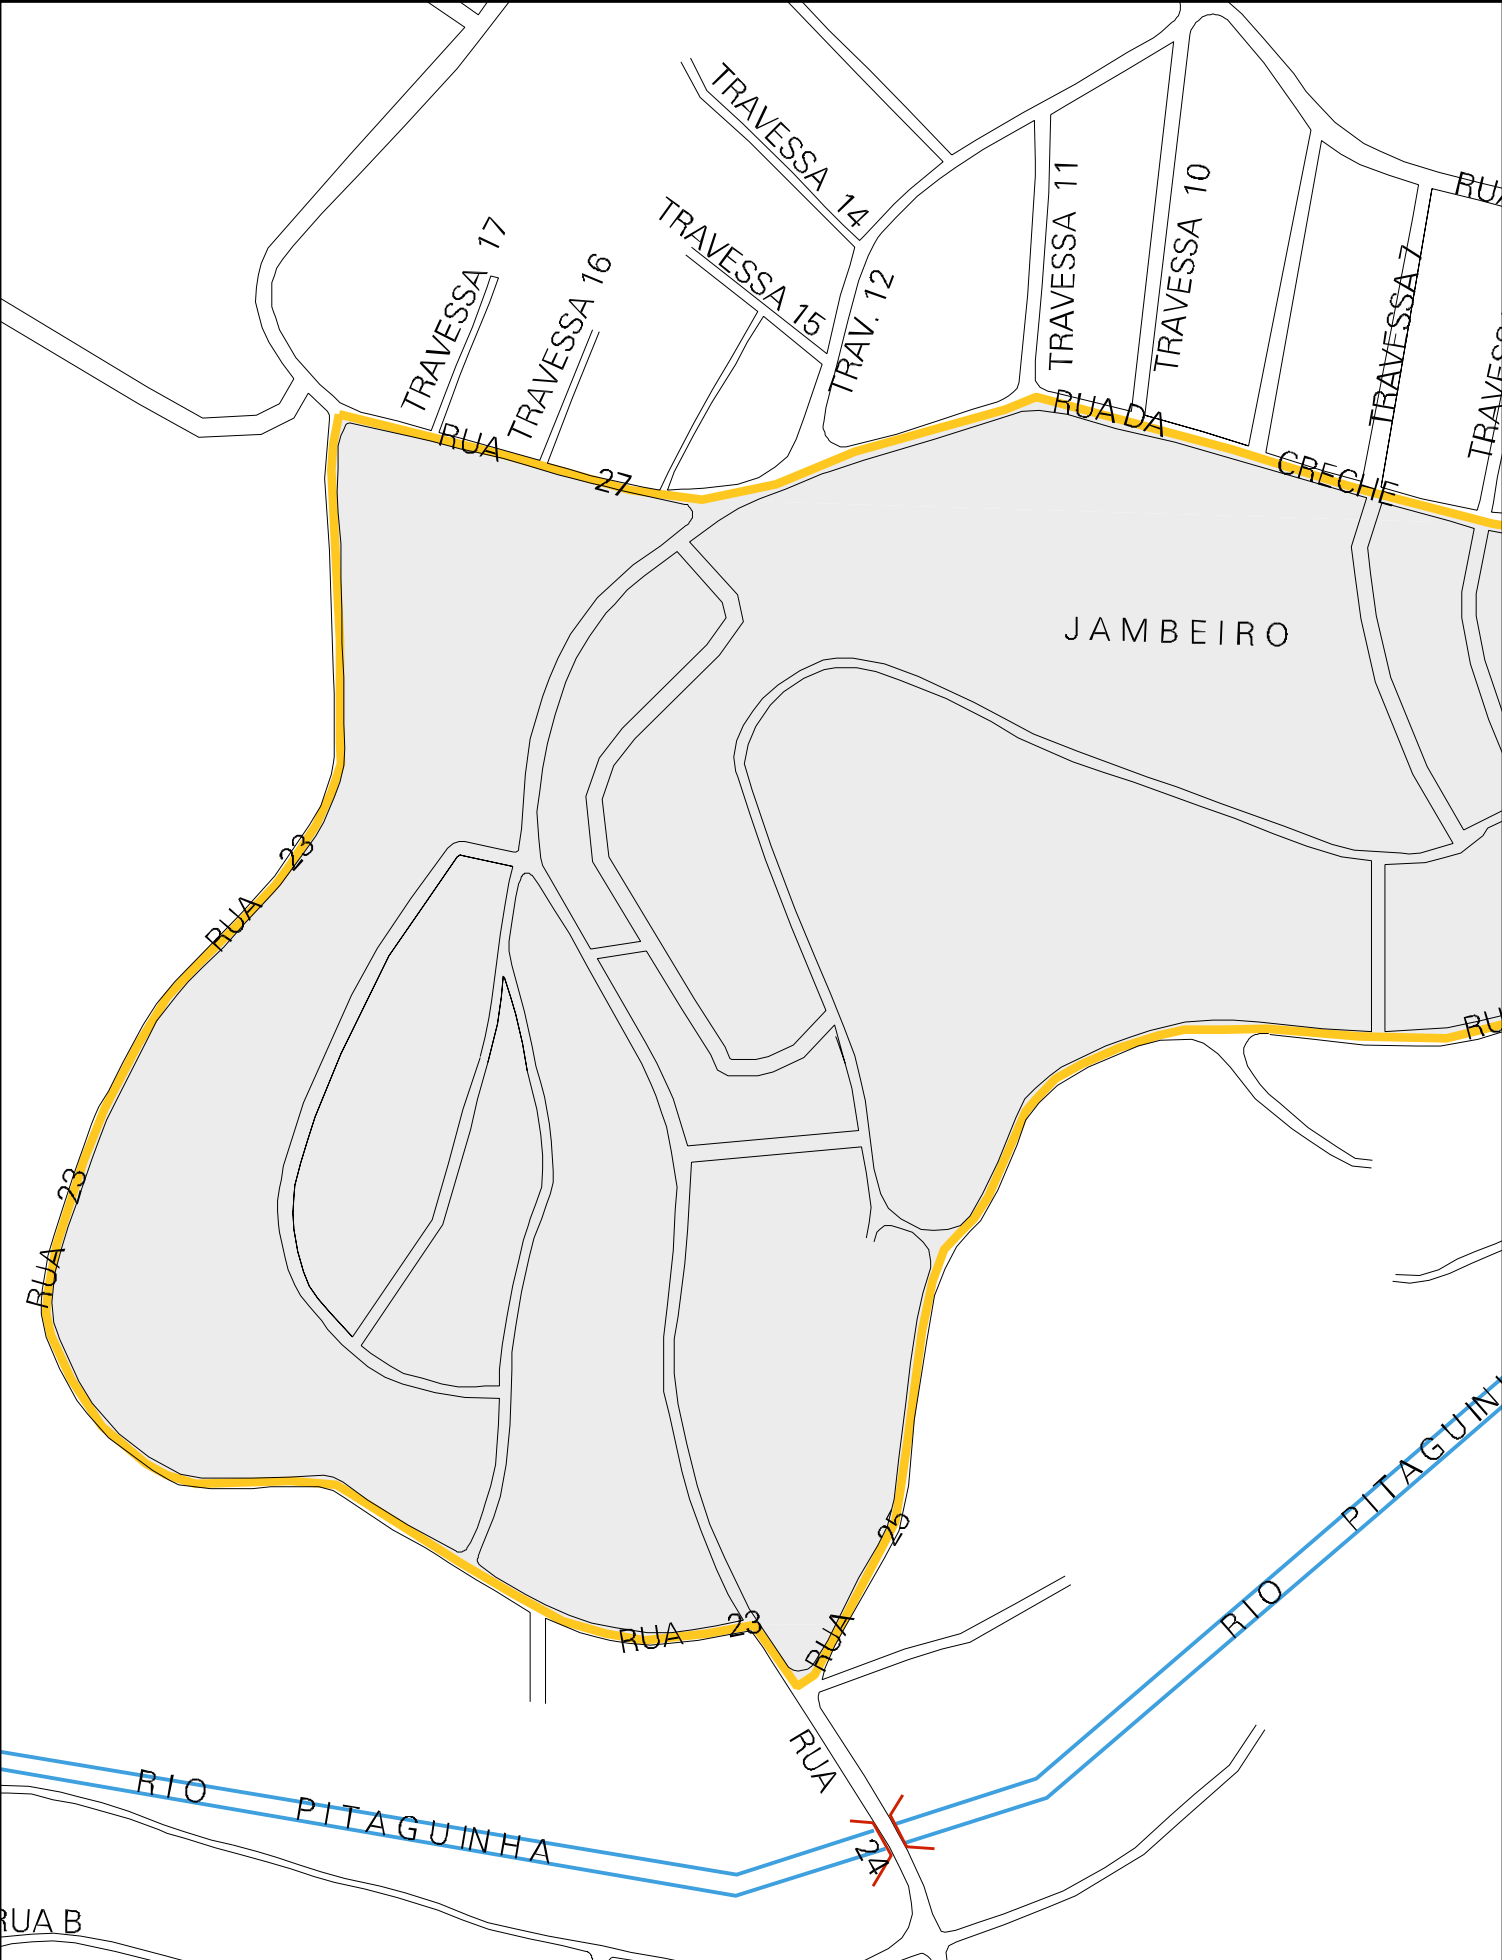 TRAVESSA 14
TRAVESSA 11
TRAVESSA 10
TRAVESSA 17
TRAVESSA 16
TRAVESSA 15
TRAV. 12
TRAVESSA 7
RUA 27
RUA DA CRECHE
JAMBEIRO
RUA 23
RUA 23
RUA 23
RUA 25
RUA 24
RIO PITAGUINHA
RIO
RUA B